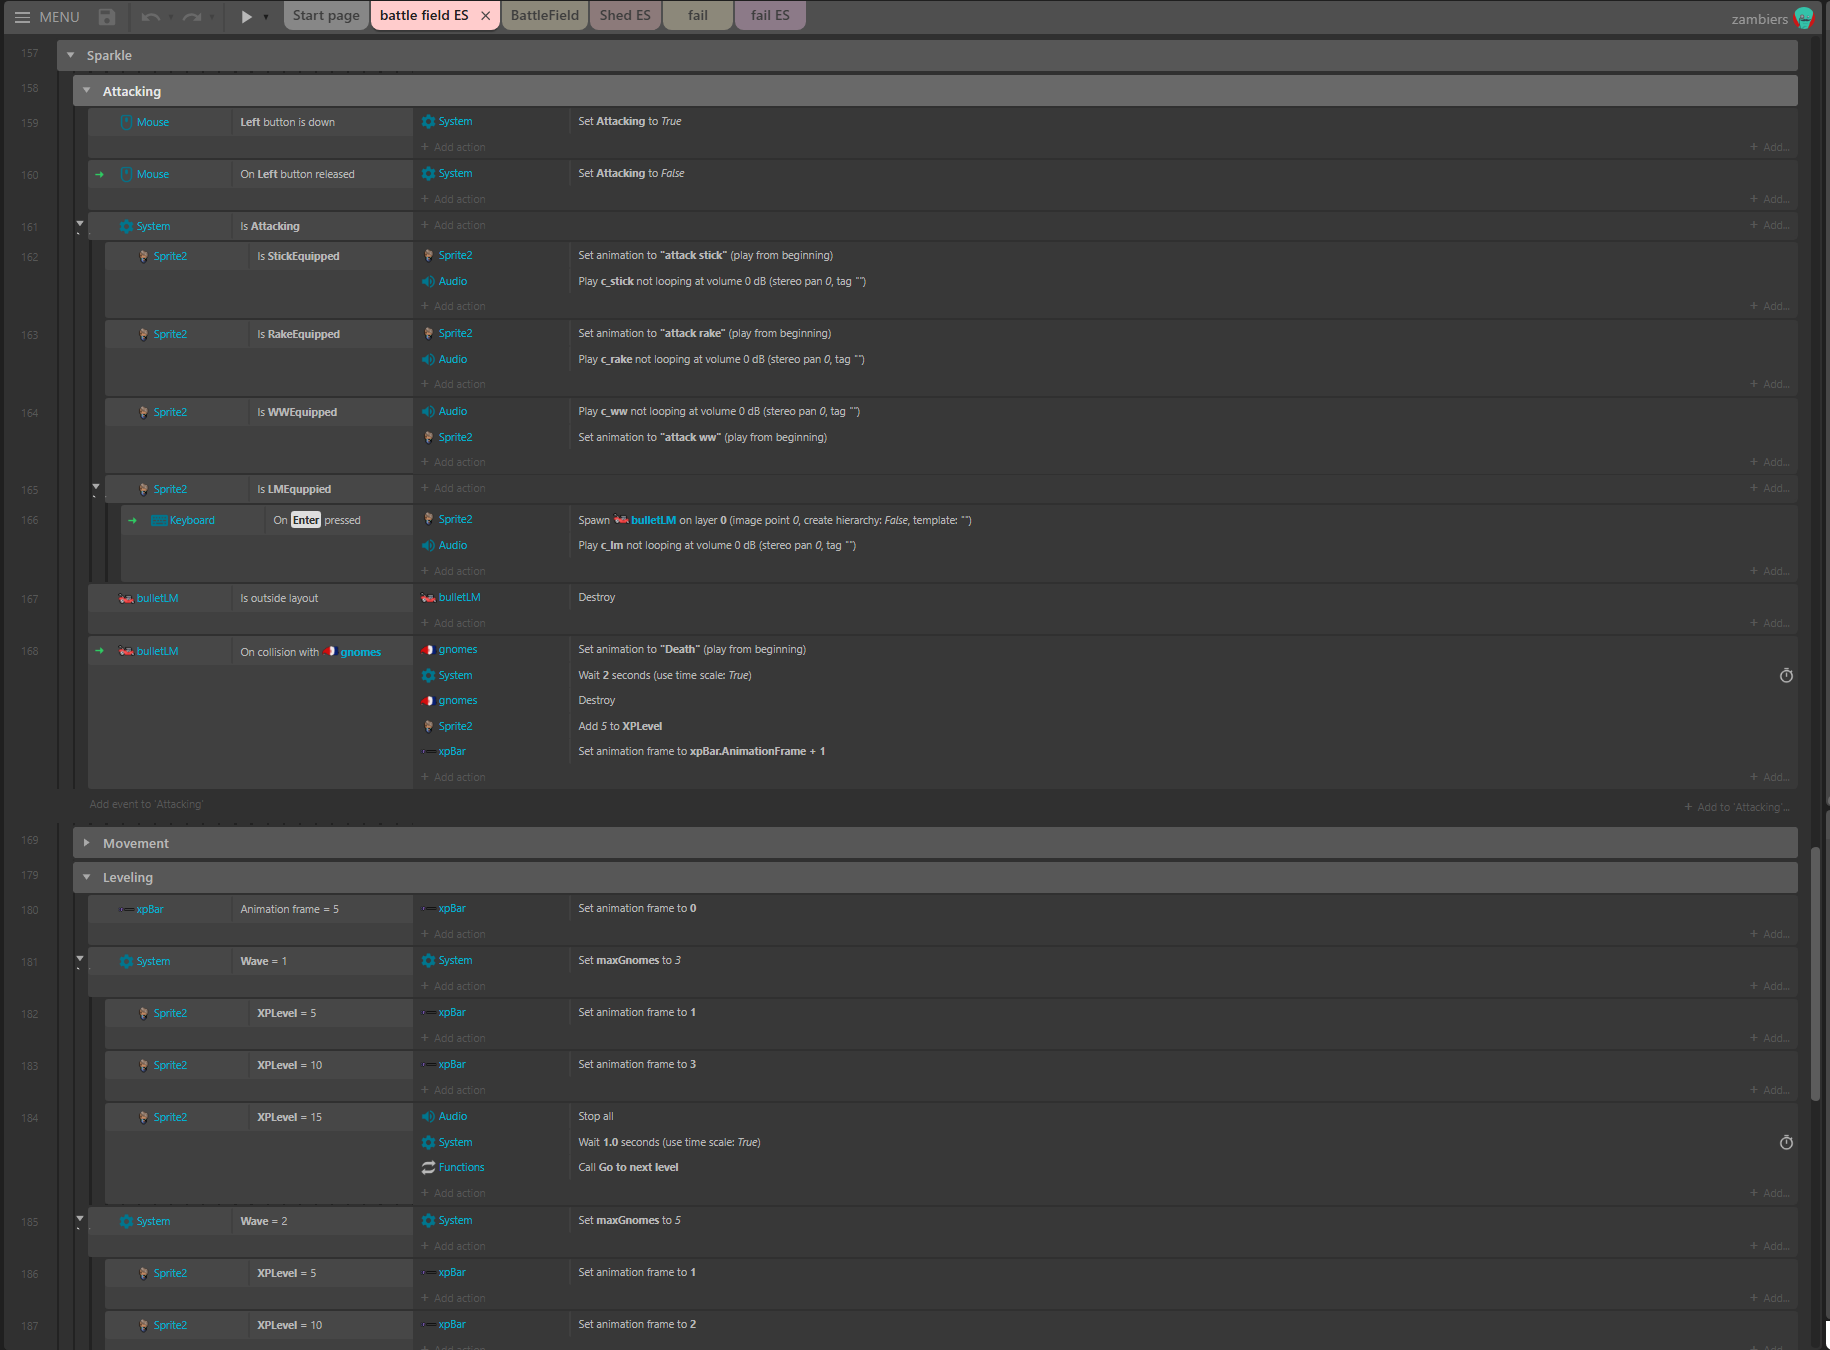 MENU Start page battle field ES BattleField Shed ES fail fail ES zambiers
157 Sparkle
158 Attacking
159 Mouse Left button is down System Set Attacking to True
+ Add action + Add...
160 Mouse On Left button released System Set Attacking to False
+ Add action + Add...
161 System Is Attacking + Add action + Add...
162 Sprite2 Is StickEquipped Sprite2 Set animation to "attack stick" (play from beginning)
Audio Play c_stick not looping at volume 0 dB (stereo pan 0, tag "")
+ Add action + Add...
163 Sprite2 Is RakeEquipped Sprite2 Set animation to "attack rake" (play from beginning)
Audio Play c_rake not looping at volume 0 dB (stereo pan 0, tag "")
+ Add action + Add...
164 Sprite2 Is WWEquipped Audio Play c_ww not looping at volume 0 dB (stereo pan 0, tag "")
Sprite2 Set animation to "attack ww" (play from beginning)
+ Add action + Add...
165 Sprite2 Is LMEquppied + Add action + Add...
166 Keyboard On Enter pressed Sprite2 Spawn bulletLM on layer 0 (image point 0, create hierarchy: False, template: "")
Audio Play c_lm not looping at volume 0 dB (stereo pan 0, tag "")
+ Add action + Add...
167 bulletLM Is outside layout bulletLM Destroy
+ Add action + Add...
168 bulletLM On collision with gnomes gnomes Set animation to "Death" (play from beginning)
System Wait 2 seconds (use time scale: True)
gnomes Destroy
Sprite2 Add 5 to XPLevel
xpBar Set animation frame to xpBar.AnimationFrame + 1
+ Add action + Add...
Add event to 'Attacking' + Add to 'Attacking'...
169 Movement
179 Leveling
180 xpBar Animation frame = 5 xpBar Set animation frame to 0
+ Add action + Add...
181 System Wave = 1 System Set maxGnomes to 3
+ Add action + Add...
182 Sprite2 XPLevel = 5 xpBar Set animation frame to 1
+ Add action + Add...
183 Sprite2 XPLevel = 10 xpBar Set animation frame to 3
+ Add action + Add...
184 Sprite2 XPLevel = 15 Audio Stop all
System Wait 1.0 seconds (use time scale: True)
Functions Call Go to next level
+ Add action + Add...
185 System Wave = 2 System Set maxGnomes to 5
+ Add action + Add...
186 Sprite2 XPLevel = 5 xpBar Set animation frame to 1
+ Add action + Add...
187 Sprite2 XPLevel = 10 xpBar Set animation frame to 2